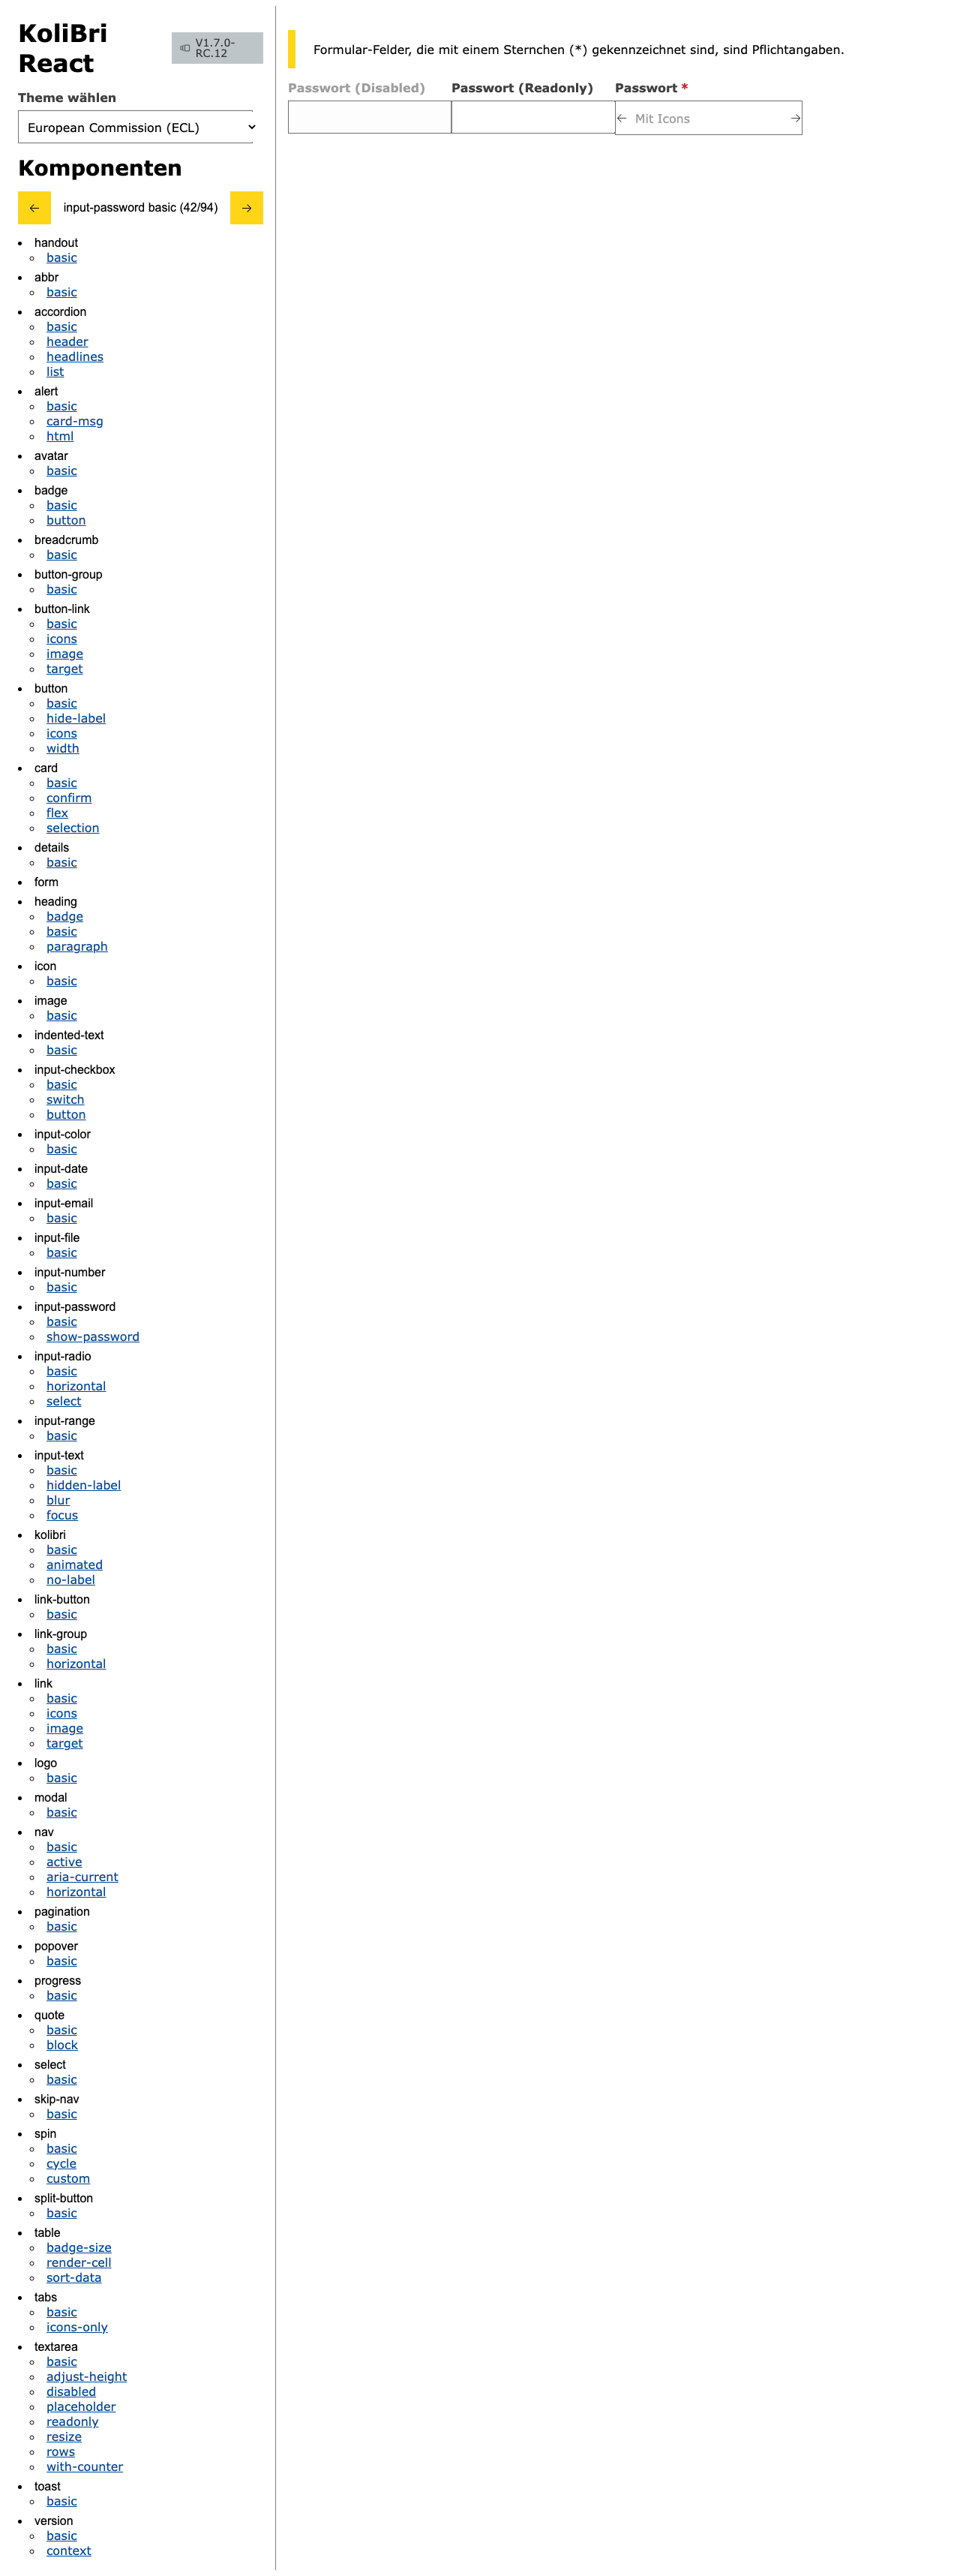 KoliBri
React
V1.7.0-
RC.12
Theme wählen
European Commission (ECL)
Komponenten
← input-password basic (42/94) →
handout
basic
abbr
basic
accordion
basic
header
headlines
list
alert
basic
card-msg
html
avatar
basic
badge
basic
button
breadcrumb
basic
button-group
basic
button-link
basic
icons
image
target
button
basic
hide-label
icons
width
card
basic
confirm
flex
selection
details
basic
form
heading
badge
basic
paragraph
icon
basic
image
basic
indented-text
basic
input-checkbox
basic
switch
button
input-color
basic
input-date
basic
input-email
basic
input-file
basic
input-number
basic
input-password
basic
show-password
input-radio
basic
horizontal
select
input-range
basic
input-text
basic
hidden-label
blur
focus
kolibri
basic
animated
no-label
link-button
basic
link-group
basic
horizontal
link
basic
icons
image
target
logo
basic
modal
basic
nav
basic
active
aria-current
horizontal
pagination
basic
popover
basic
progress
basic
quote
basic
block
select
basic
skip-nav
basic
spin
basic
cycle
custom
split-button
basic
table
badge-size
render-cell
sort-data
tabs
basic
icons-only
textarea
basic
adjust-height
disabled
placeholder
readonly
resize
rows
with-counter
toast
basic
version
basic
context
Formular-Felder, die mit einem Sternchen (*) gekennzeichnet sind, sind Pflichtangaben.
Passwort (Disabled) Passwort (Readonly) Passwort *
← Mit Icons →